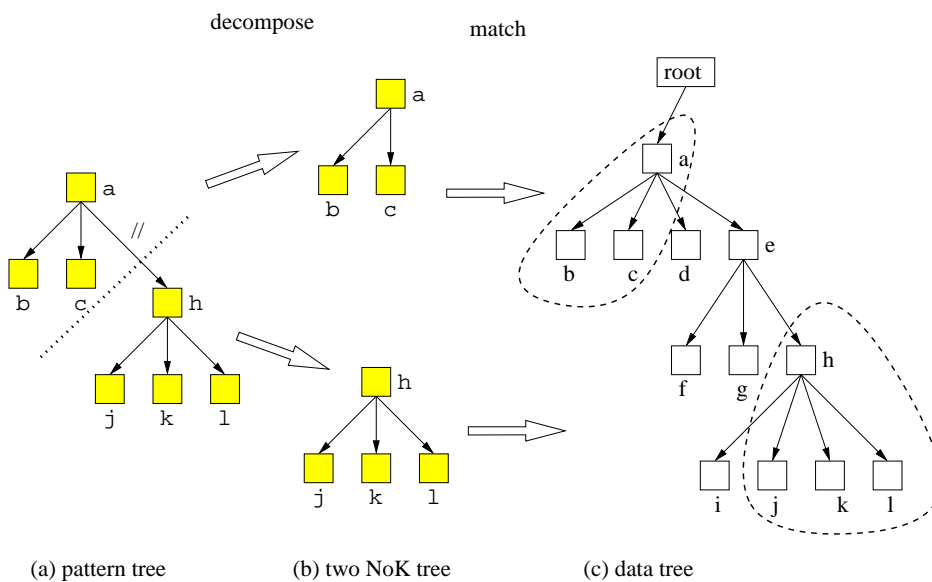 decompose match
root
a
a
a
//
b c
b c
b c d e
h
h
h
f g
j k l
j k l
i j k l
(a) pattern tree (b) two NoK tree (c) data tree